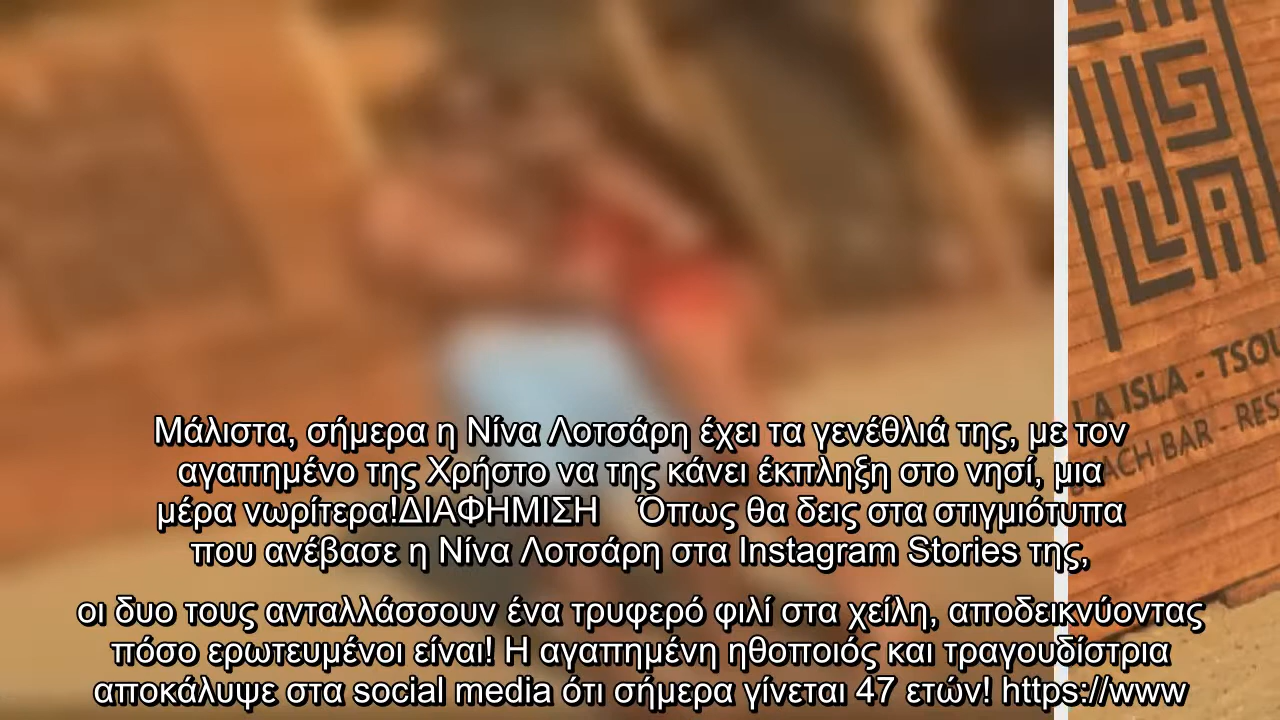 ISLA
LA ISLA - TSOU
BEACH BAR - REST
Μάλιστα, σήμερα η Νίνα Λοτσάρη έχει τα γενέθλιά της, με τον
αγαπημένο της Χρήστο να της κάνει έκπληξη στο νησί, μια
μέρα νωρίτερα!ΔΙΑΦΗΜΙΣΗ Όπως θα δεις στα στιγμιότυπα
που ανέβασε η Νίνα Λοτσάρη στα Instagram Stories της,
οι δυο τους ανταλλάσσουν ένα τρυφερό φιλί στα χείλη, αποδεικνύοντας
πόσο ερωτευμένοι είναι! Η αγαπημένη ηθοποιός και τραγουδίστρια
αποκάλυψε στα social media ότι σήμερα γίνεται 47 ετών! https://www